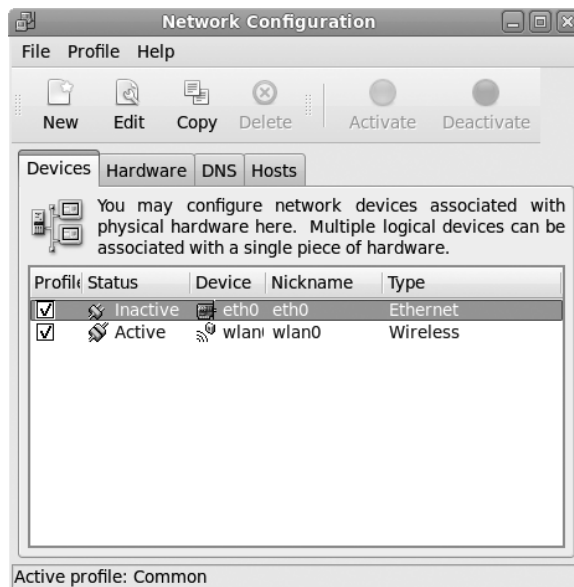 Network Configuration
File Profile Help
New Edit Copy Delete Activate Deactivate
Devices Hardware DNS Hosts
You may configure network devices associated with
physical hardware here. Multiple logical devices can be
associated with a single piece of hardware.
Profile Status Device Nickname Type
Inactive eth0 eth0 Ethernet
Active wlan wlan0 Wireless
Active profile: Common